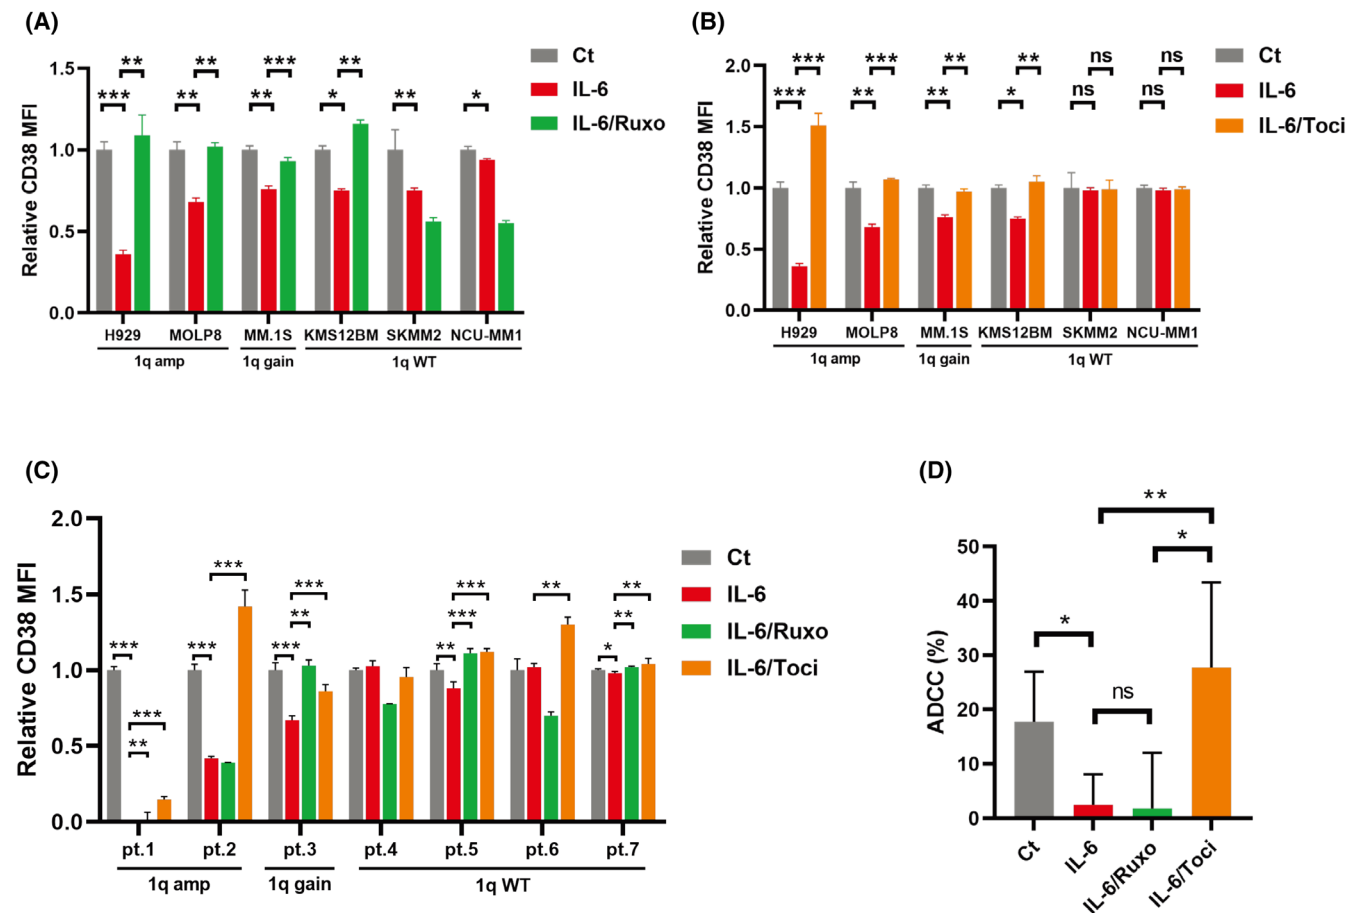 (A)
Relative CD38 MFI
1.5
1.0
0.5
0.0
*** ** ** ** ** *** * ** ** *
Ct
IL-6
IL-6/Ruxo
H929 MOLP8 MM.1S KMS12BM SKMM2 NCU-MM1
1q amp 1q gain 1q WT
(B)
Relative CD38 MFI
2.0
1.5
1.0
0.5
0.0
*** *** ** *** ** ** * ** ns ns ns ns
Ct
IL-6
IL-6/Toci
H929 MOLP8 MM.1S KMS12BM SKMM2 NCU-MM1
1q amp 1q gain 1q WT
(C)
Relative CD38 MFI
2.0
1.5
1.0
0.5
0.0
*** ** *** *** *** *** ** *** ** *** *** ** * ** **
Ct
IL-6
IL-6/Ruxo
IL-6/Toci
pt.1 pt.2 pt.3 pt.4 pt.5 pt.6 pt.7
1q amp 1q gain 1q WT
(D)
ADCC (%)
50
40
30
20
10
0
**
*
*
ns
Ct IL-6 IL-6/Ruxo IL-6/Toci